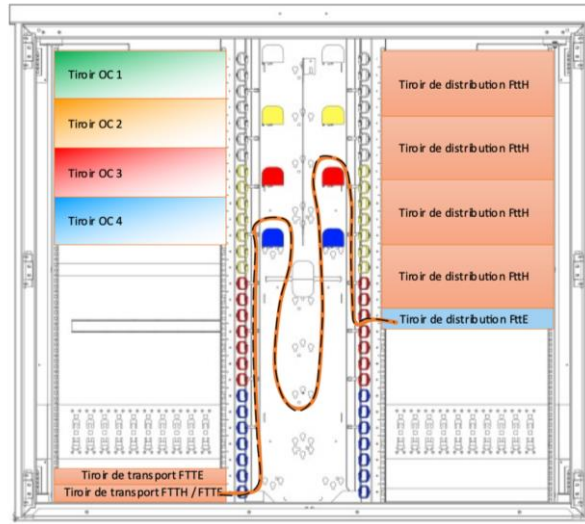 Tiroir OC 1
Tiroir OC 2
Tiroir OC 3
Tiroir OC 4
Tiroir de transport FTTE
Tiroir de transport FTTH / FTTE
Tiroir de distribution FttH
Tiroir de distribution FttH
Tiroir de distribution FttH
Tiroir de distribution FttH
Tiroir de distribution FttE